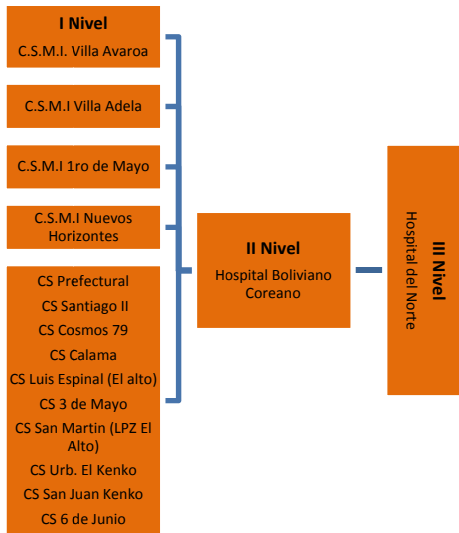 I Nivel
C.S.M.I. Villa Avaroa
C.S.M.I Villa Adela
C.S.M.I 1ro de Mayo
C.S.M.I Nuevos
Horizontes
CS Prefectural
CS Santiago II
CS Cosmos 79
CS Calama
CS Luis Espinal (El alto)
CS 3 de Mayo
CS San Martin (LPZ El
Alto)
CS Urb. El Kenko
CS San Juan Kenko
CS 6 de Junio
II Nivel
Hospital Boliviano
Coreano
III Nivel
Hospital del Norte